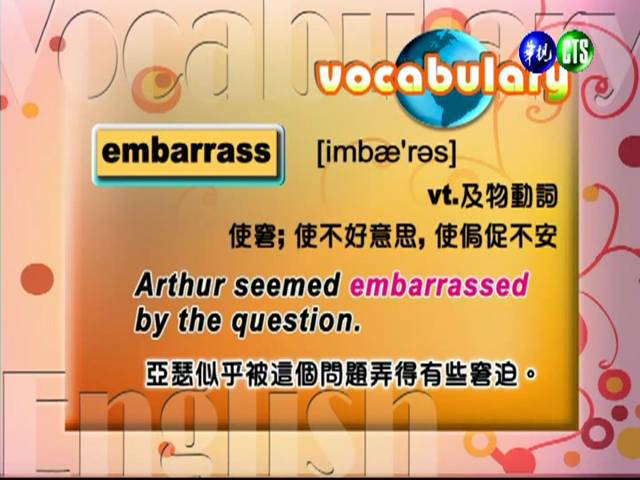 Vocabulary
華視 CTS
vocabulary
embarrass [imbæ'rəs]
vt.及物動詞
使窘; 使不好意思, 使侷促不安
Arthur seemed embarrassed
by the question.
亞瑟似乎被這個問題弄得有些窘迫。
English